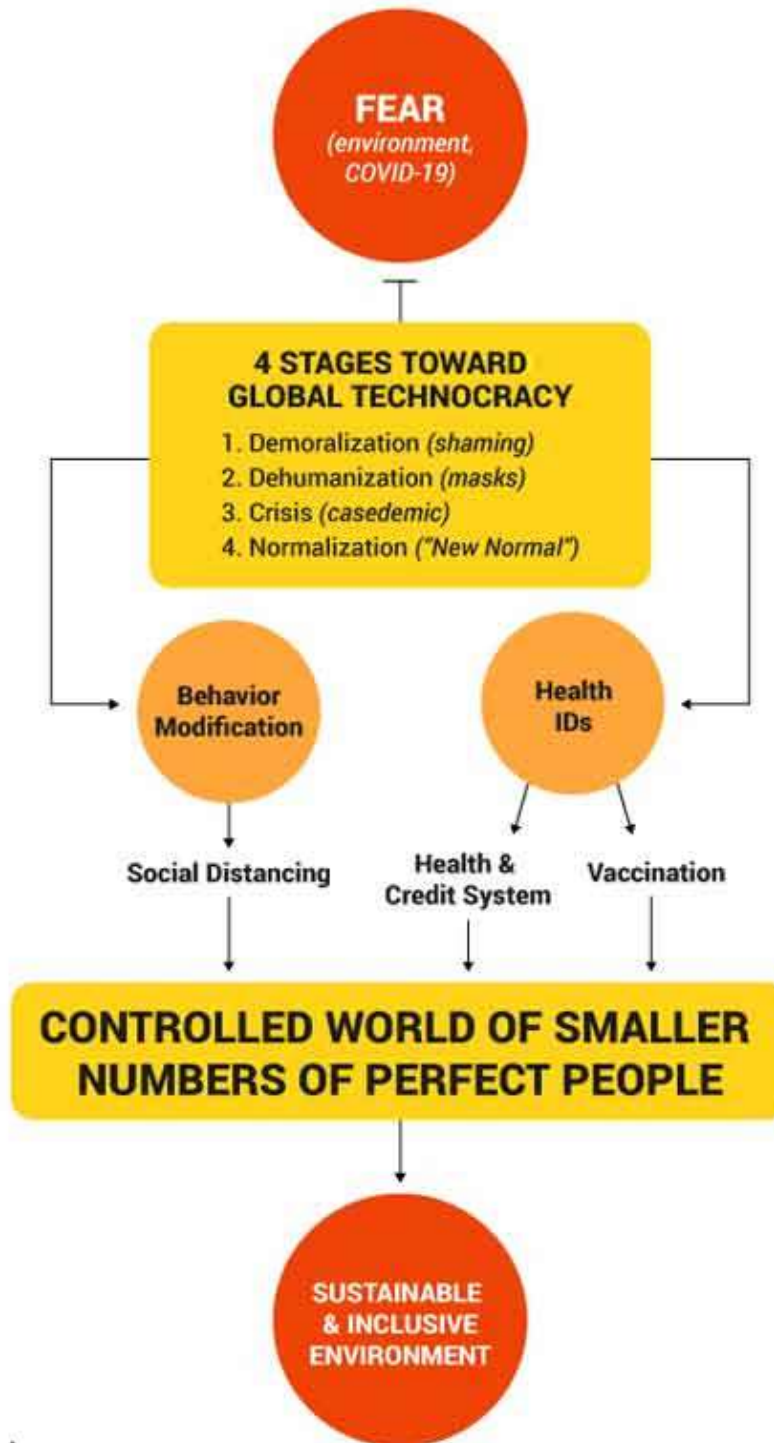 FEAR
(environment,
COVID-19)
4 STAGES TOWARD
GLOBAL TECHNOCRACY
1. Demoralization (shaming)
2. Dehumanization (masks)
3. Crisis (casedemic)
4. Normalization ("New Normal")
Behavior
Modification
Health
IDs
Social Distancing
Health &
Credit System
Vaccination
CONTROLLED WORLD OF SMALLER
NUMBERS OF PERFECT PEOPLE
SUSTAINABLE
& INCLUSIVE
ENVIRONMENT